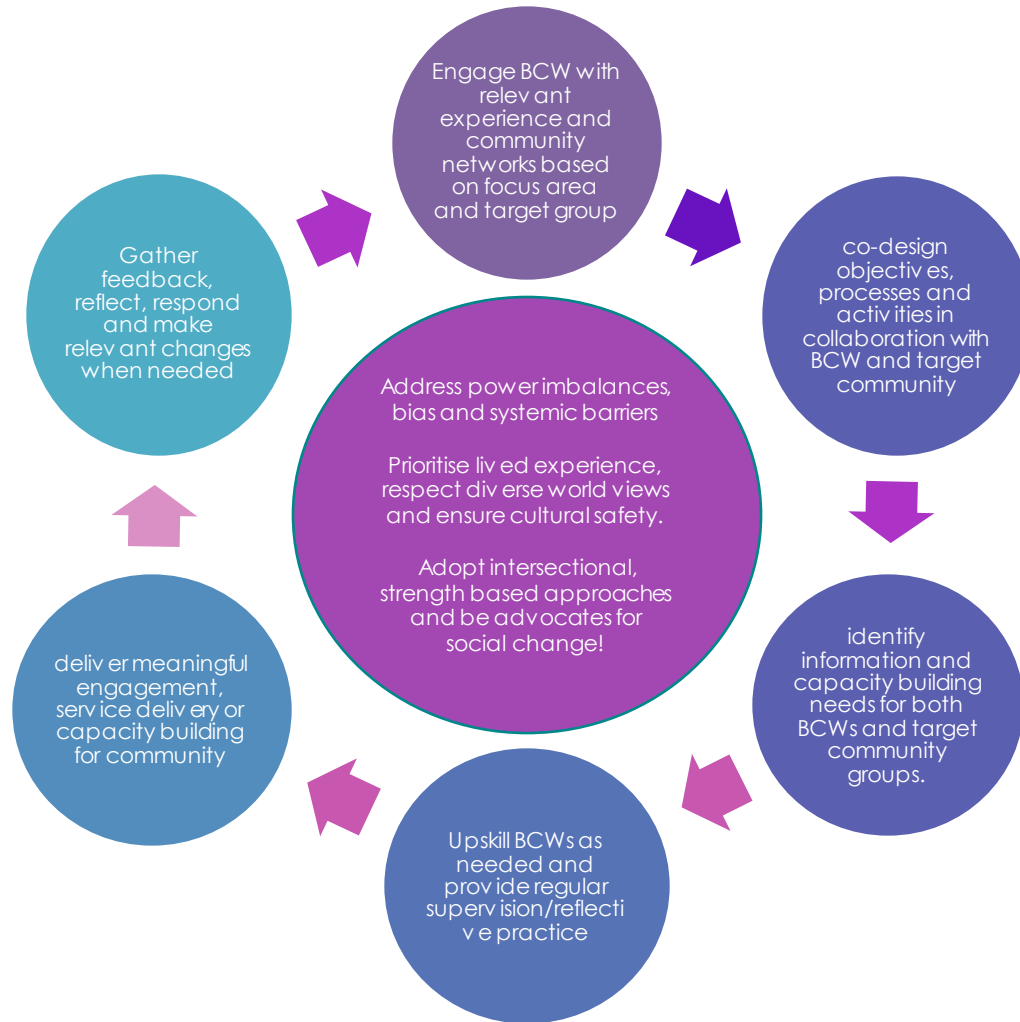 Engage BCW with
relevant
experience and
community
networks based
on focus area
and target group
co-design
objectives,
processes and
activities in
collaboration with
BCW and target
community
identify
information and
capacity building
needs for both
BCWs and target
community
groups.
Upskill BCWs as
needed and
provide regular
supervision/reflecti
ve practice
deliver meaningful
engagement,
service delivery or
capacity building
for community
Gather
feedback,
reflect, respond
and make
relevant changes
when needed
Address power imbalances,
bias and systemic barriers
Prioritise lived experience,
respect diverse world views
and ensure cultural safety.
Adopt intersectional,
strength based approaches
and be advocates for
social change!